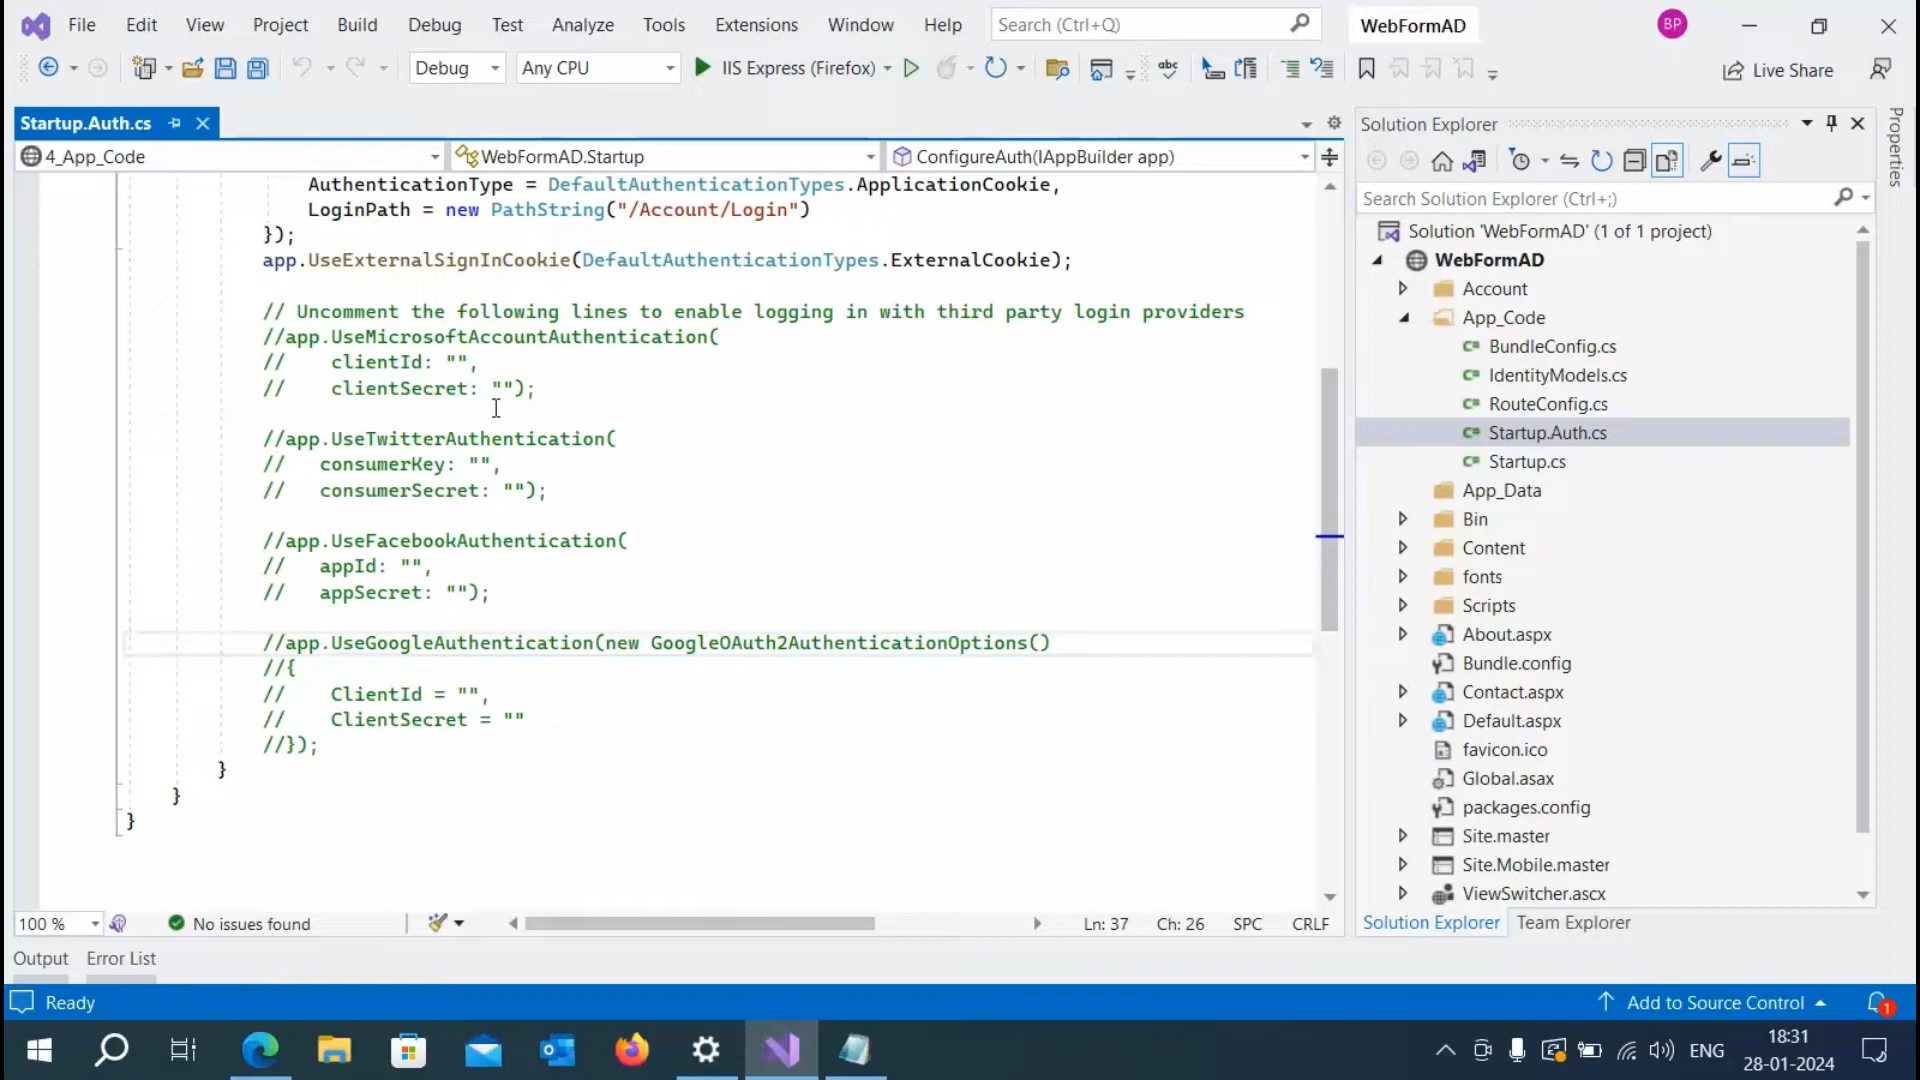 File Edit View Project Build Debug Test Analyze Tools Extensions Window Help Search (Ctrl+Q) WebFormAD BP
Debug Any CPU IIS Express (Firefox) abc Live Share
Startup.Auth.cs
4_App_Code WebFormAD.Startup ConfigureAuth(IAppBuilder app)
AuthenticationType = DefaultAuthenticationTypes.ApplicationCookie,
LoginPath = new PathString("/Account/Login")
});
app.UseExternalSignInCookie(DefaultAuthenticationTypes.ExternalCookie);
// Uncomment the following lines to enable logging in with third party login providers
//app.UseMicrosoftAccountAuthentication(
//    clientId: "",
//    clientSecret: "");
//app.UseTwitterAuthentication(
//   consumerKey: "",
//   consumerSecret: "");
//app.UseFacebookAuthentication(
//   appId: "",
//   appSecret: "");
//app.UseGoogleAuthentication(new GoogleOAuth2AuthenticationOptions()
//{
//    ClientId = "",
//    ClientSecret = ""
//});
}
}
}
100 % No issues found Ln: 37 Ch: 26 SPC CRLF
Output Error List
Solution Explorer
Search Solution Explorer (Ctrl+;)
Solution 'WebFormAD' (1 of 1 project)
WebFormAD
Account
App_Code
C# BundleConfig.cs
C# IdentityModels.cs
C# RouteConfig.cs
C# Startup.Auth.cs
C# Startup.cs
App_Data
Bin
Content
fonts
Scripts
About.aspx
Bundle.config
Contact.aspx
Default.aspx
favicon.ico
Global.asax
packages.config
Site.master
Site.Mobile.master
ViewSwitcher.ascx
Solution Explorer Team Explorer
Properties
Ready Add to Source Control 1
ENG 18:31
28-01-2024